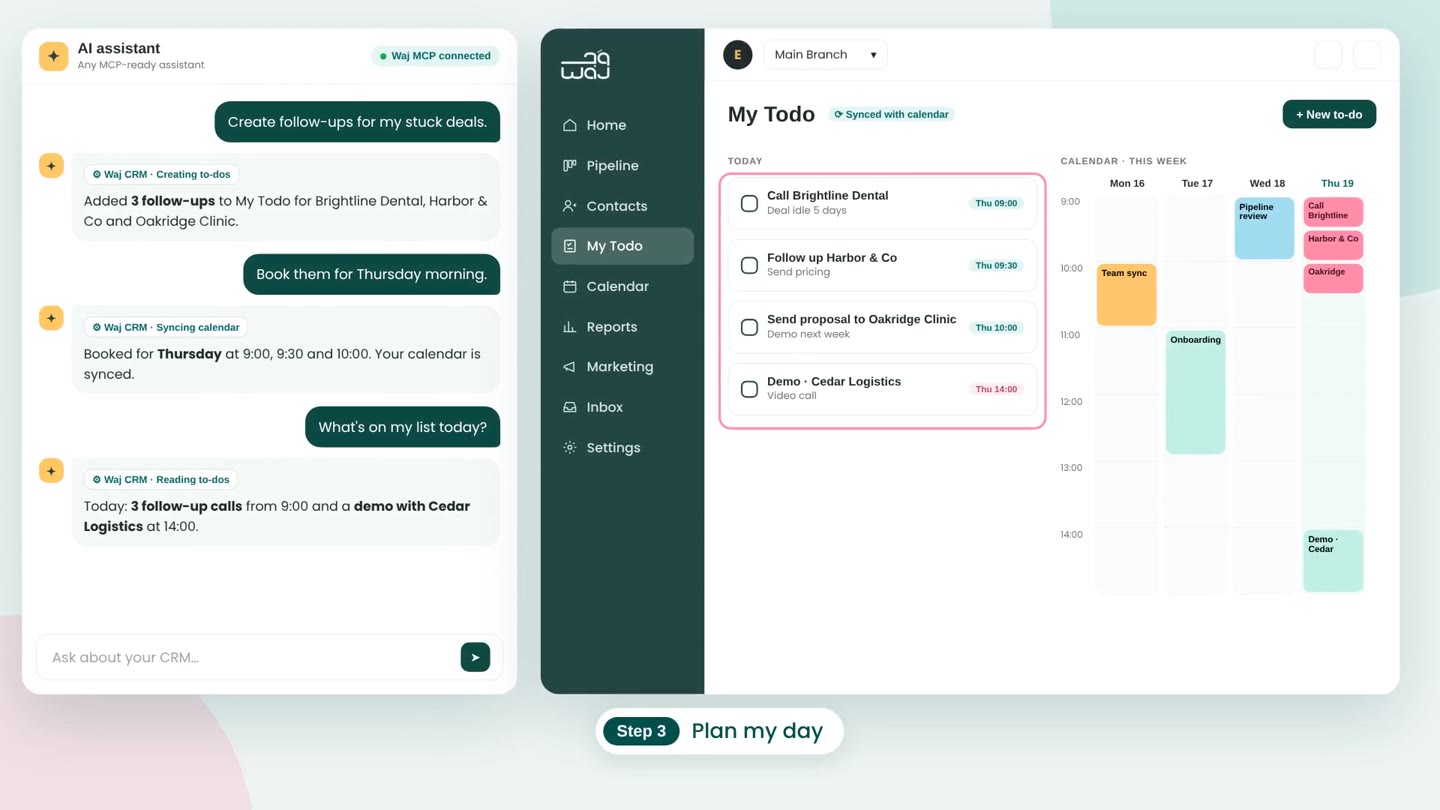 AI assistant
Any MCP-ready assistant
Waj MCP connected
Create follow-ups for my stuck deals.
Waj CRM · Creating to-dos
Added 3 follow-ups to My Todo for Brightline Dental, Harbor &
Co and Oakridge Clinic.
Book them for Thursday morning.
Waj CRM · Syncing calendar
Booked for Thursday at 9:00, 9:30 and 10:00. Your calendar is
synced.
What's on my list today?
Waj CRM · Reading to-dos
Today: 3 follow-up calls from 9:00 and a demo with Cedar
Logistics at 14:00.
Ask about your CRM...
waj
Home
Pipeline
Contacts
My Todo
Calendar
Reports
Marketing
Inbox
Settings
E
Main Branch
My Todo
Synced with calendar
+ New to-do
TODAY
Call Brightline Dental
Deal idle 5 days
Thu 09:00
Follow up Harbor & Co
Send pricing
Thu 09:30
Send proposal to Oakridge Clinic
Demo next week
Thu 10:00
Demo · Cedar Logistics
Video call
Thu 14:00
CALENDAR · THIS WEEK
Mon 16
Tue 17
Wed 18
Thu 19
9:00
10:00
11:00
12:00
13:00
14:00
Team sync
Onboarding
Pipeline
review
Call
Brightline
Harbor & Co
Oakridge
Demo ·
Cedar
Step 3
Plan my day